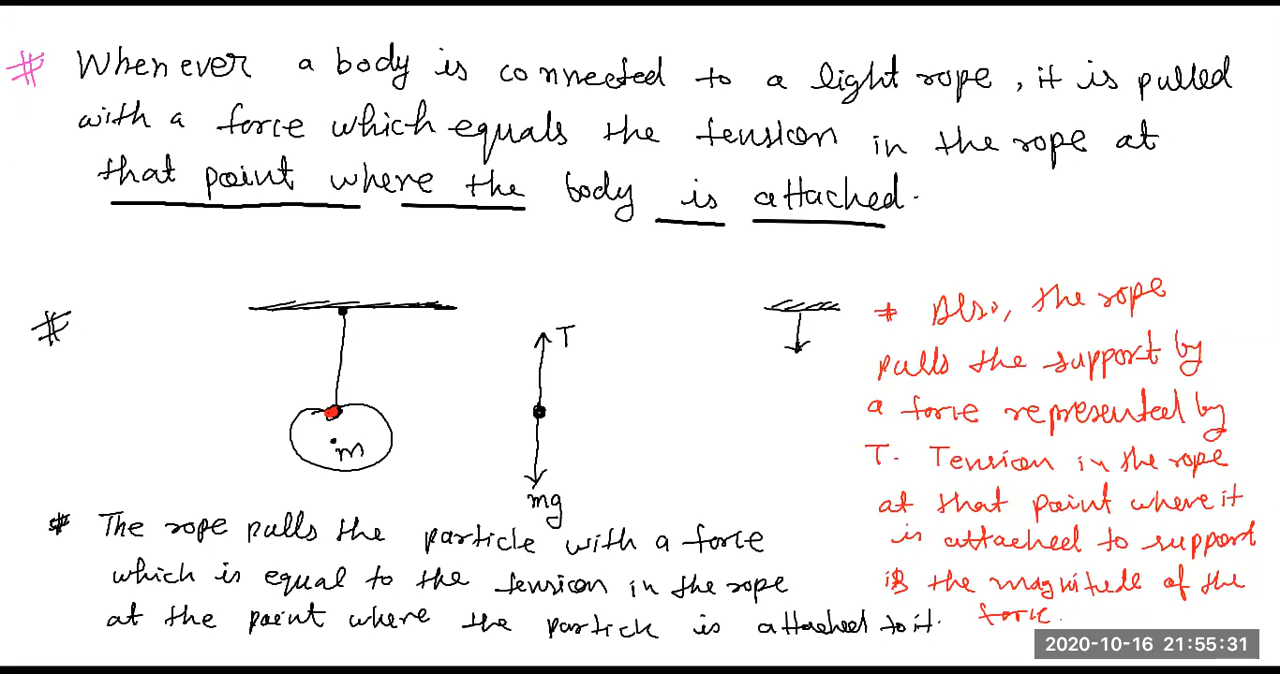 # Whenever a body is connected to a light rope, it is pulled
with a force which equals the tension in the rope at
that point where the body is attached.
#
m
T
mg
* The rope pulls the particle with a force
which is equal to the tension in the rope
at the point where the particle is attached to it.
* Also, the rope
pulls the support by
a force represented by
T. Tension in the rope
at that point where it
is attached to support
is the magnitude of the
force.
2020-10-16 21:55:31